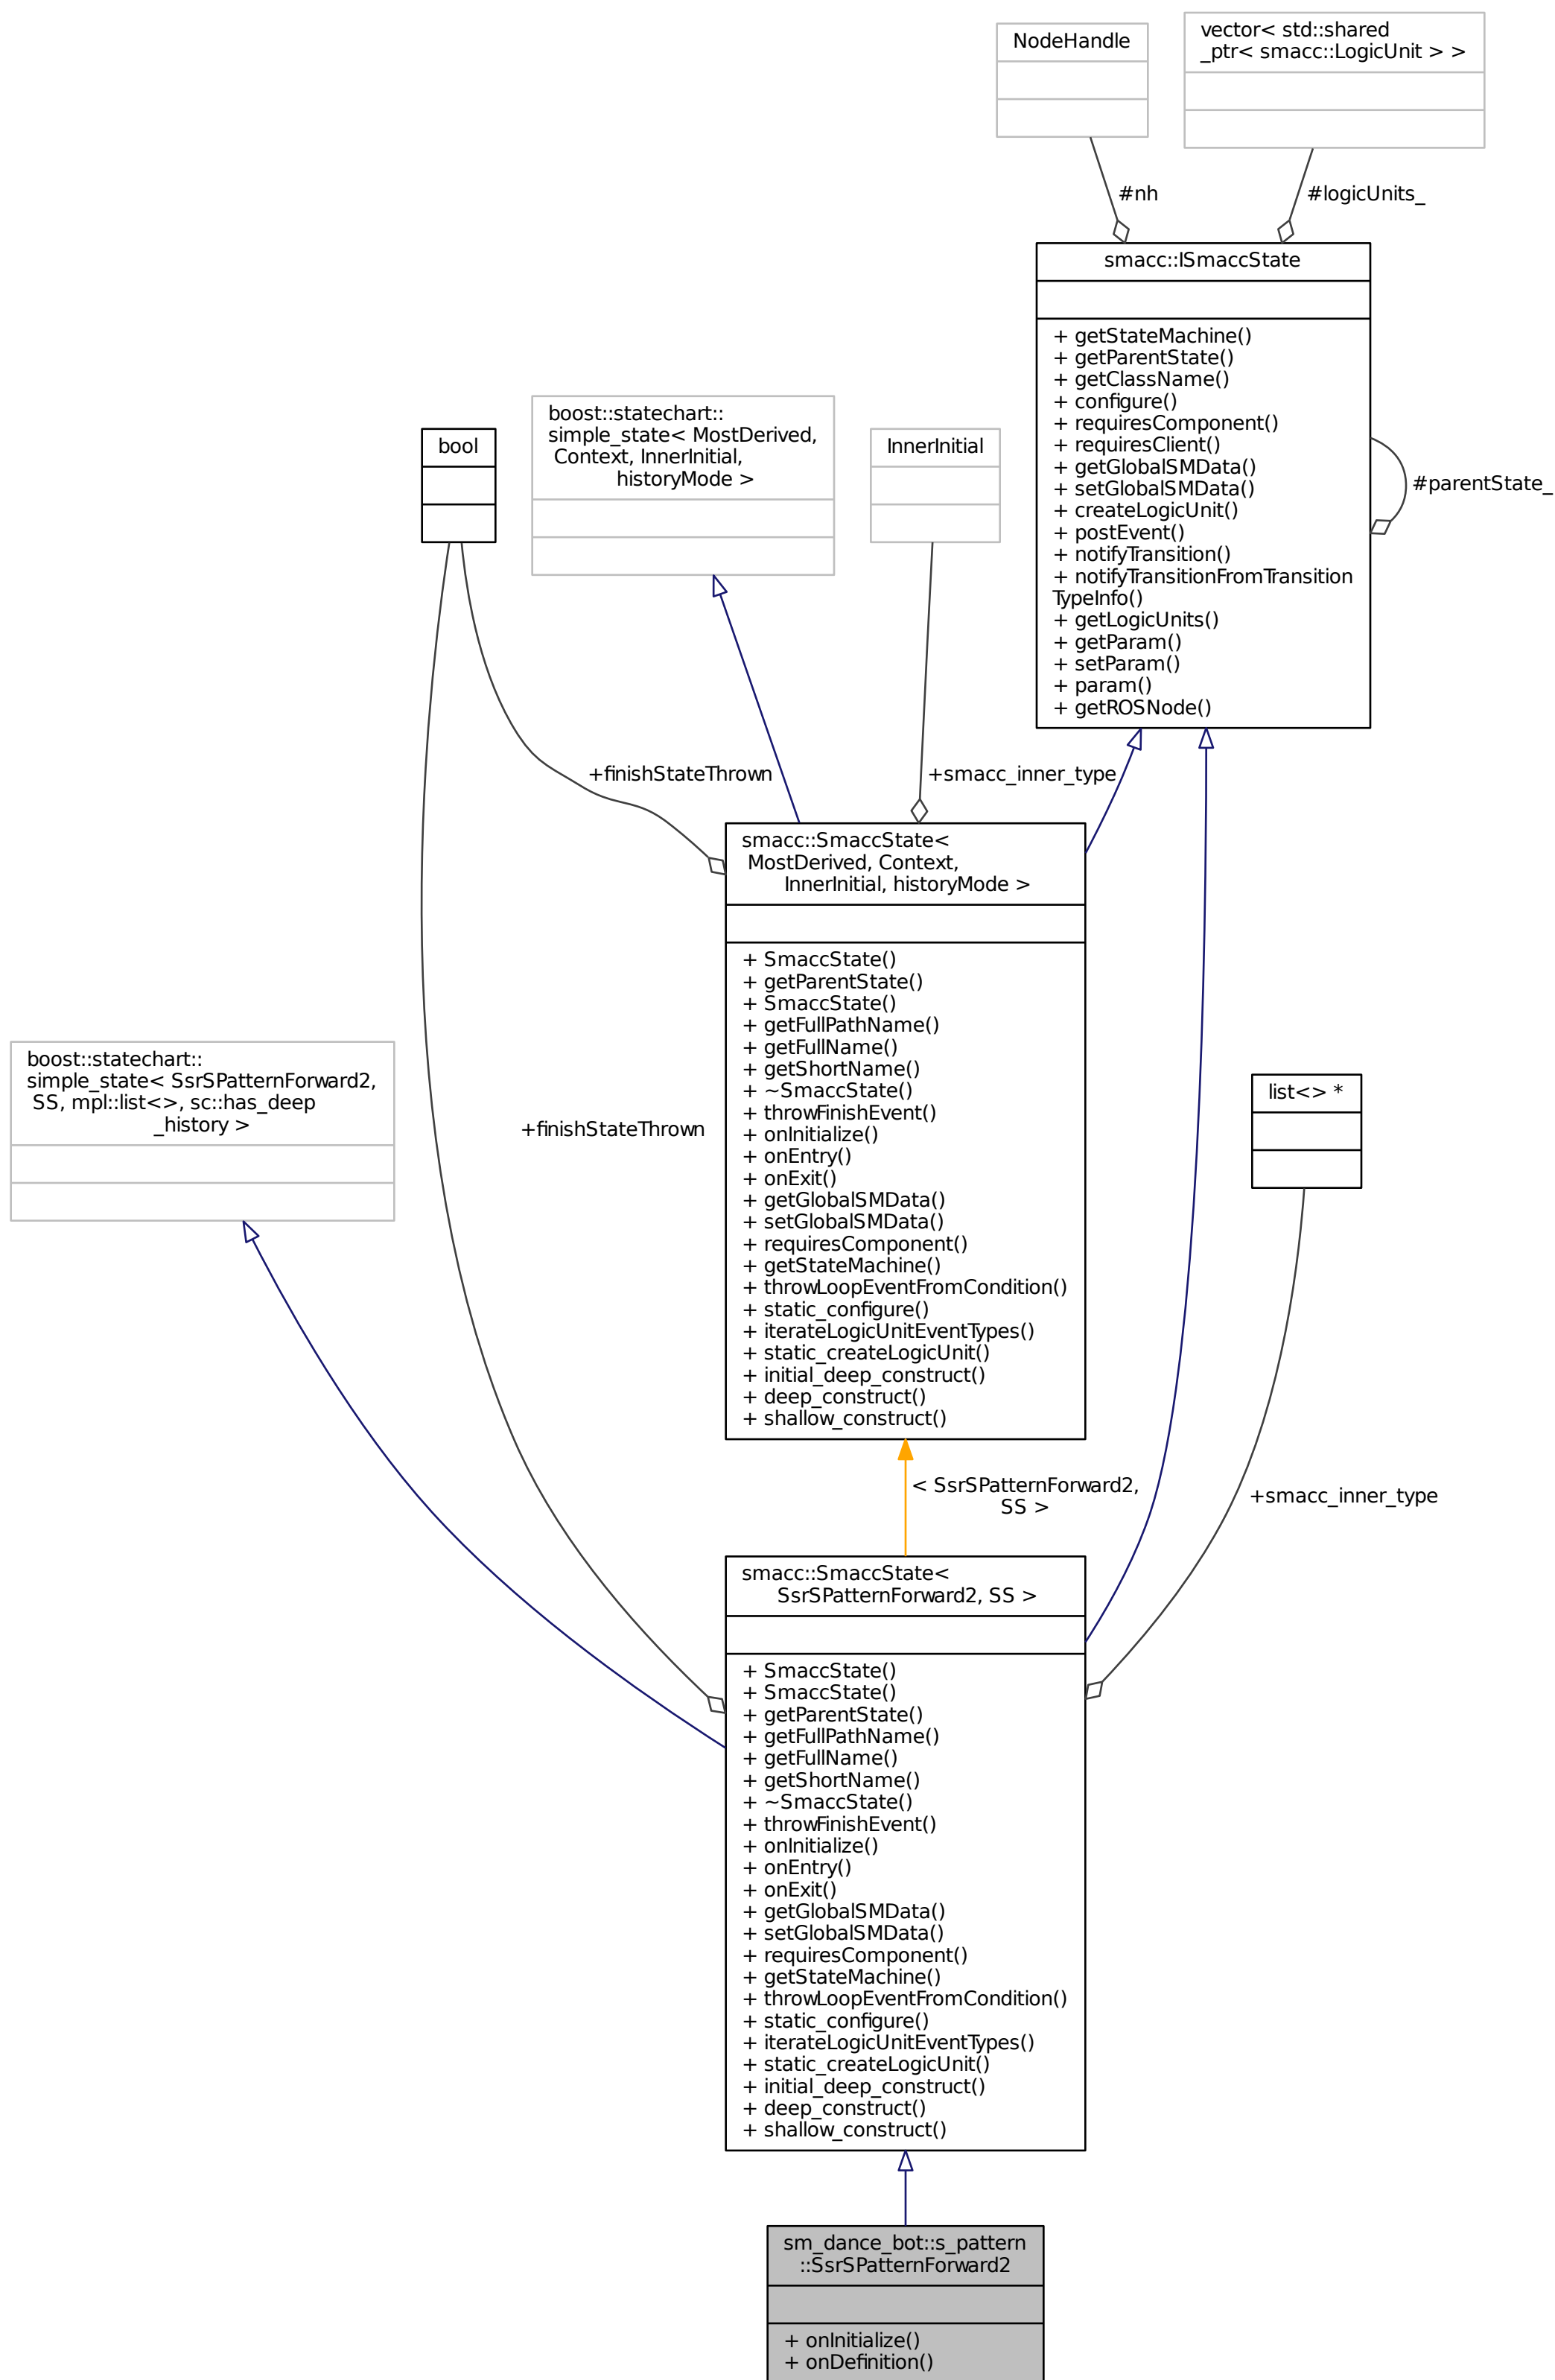 NodeHandle
vector< std::shared
_ptr< smacc::LogicUnit > >
#nh
#logicUnits_
smacc::ISmaccState
+ getStateMachine()
+ getParentState()
+ getClassName()
+ configure()
+ requiresComponent()
+ requiresClient()
+ getGlobalSMData()
+ setGlobalSMData()
+ createLogicUnit()
+ postEvent()
+ notifyTransition()
+ notifyTransitionFromTransition
TypeInfo()
+ getLogicUnits()
+ getParam()
+ setParam()
+ param()
+ getROSNode()
#parentState_
bool
boost::statechart::
simple_state< MostDerived,
Context, InnerInitial,
historyMode >
InnerInitial
+finishStateThrown
+smacc_inner_type
smacc::SmaccState<
MostDerived, Context,
InnerInitial, historyMode >
+ SmaccState()
+ getParentState()
+ SmaccState()
+ getFullPathName()
+ getFullName()
+ getShortName()
+ ~SmaccState()
+ throwFinishEvent()
+ onInitialize()
+ onEntry()
+ onExit()
+ getGlobalSMData()
+ setGlobalSMData()
+ requiresComponent()
+ getStateMachine()
+ throwLoopEventFromCondition()
+ static_configure()
+ iterateLogicUnitEventTypes()
+ static_createLogicUnit()
+ initial_deep_construct()
+ deep_construct()
+ shallow_construct()
boost::statechart::
simple_state< SsrSPatternForward2,
SS, mpl::list<>, sc::has_deep
_history >
+finishStateThrown
list<> *
< SsrSPatternForward2,
SS >
+smacc_inner_type
smacc::SmaccState<
SsrSPatternForward2, SS >
+ SmaccState()
+ SmaccState()
+ getParentState()
+ getFullPathName()
+ getFullName()
+ getShortName()
+ ~SmaccState()
+ throwFinishEvent()
+ onInitialize()
+ onEntry()
+ onExit()
+ getGlobalSMData()
+ setGlobalSMData()
+ requiresComponent()
+ getStateMachine()
+ throwLoopEventFromCondition()
+ static_configure()
+ iterateLogicUnitEventTypes()
+ static_createLogicUnit()
+ initial_deep_construct()
+ deep_construct()
+ shallow_construct()
sm_dance_bot::s_pattern
::SsrSPatternForward2
+ onInitialize()
+ onDefinition()